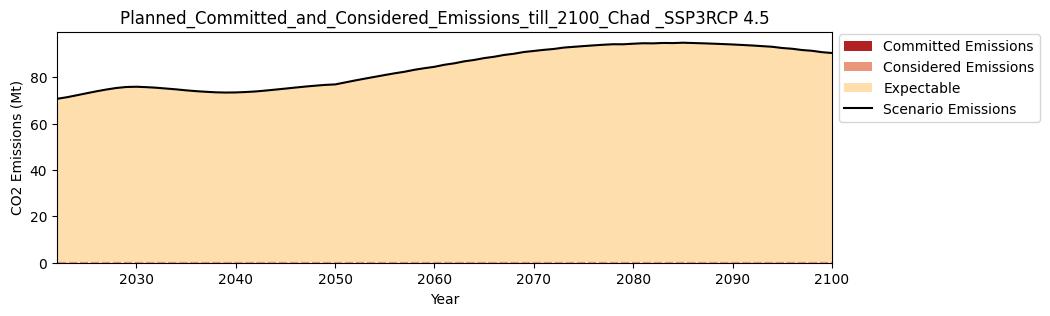 Planned_Committed_and_Considered_Emissions_till_2100_Chad _SSP3RCP 4.5
Committed Emissions
Considered Emissions
Expectable
Scenario Emissions
CO2 Emissions (Mt)
80
60
40
20
0
2030 2040 2050 2060 2070 2080 2090 2100
Year